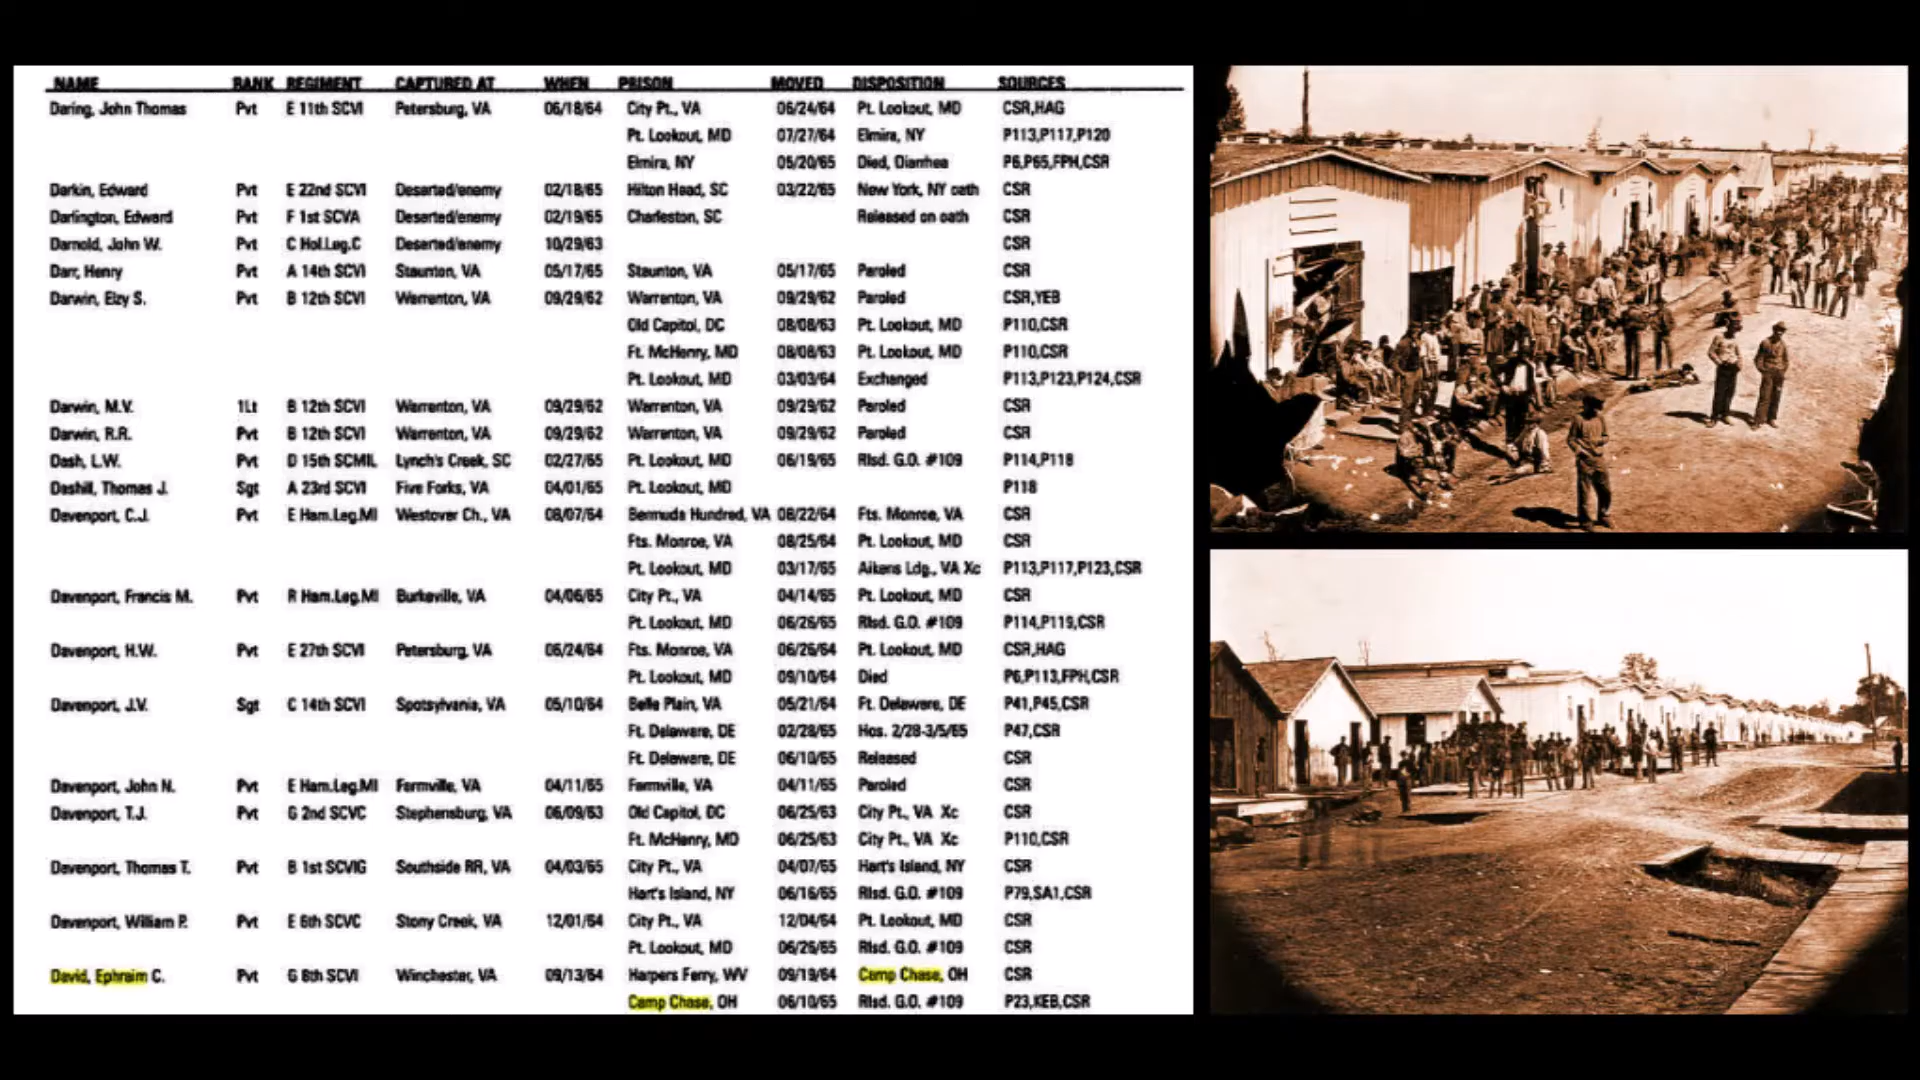 NAME RANK REGIMENT CAPTURED AT WHEN PRISON MOVED DISPOSITION SOURCES
Daring, John Thomas Pvt E 11th SCVI Petersburg, VA 06/18/64 City Pt., VA 06/24/64 Pt. Lookout, MD CSR,HAG
Pt. Lookout, MD 07/27/64 Elmira, NY P113,P117,P120
Elmira, NY 05/20/65 Died, Diarrhea P6,P65,FPH,CSR
Darkin, Edward Pvt E 22nd SCVI Deserted/enemy 02/18/65 Hilton Head, SC 03/22/65 New York, NY oath CSR
Darlington, Edward Pvt F 1st SCVA Deserted/enemy 02/19/65 Charleston, SC Released on oath CSR
Darnold, John W. Pvt C Hol.Leg.C Deserted/enemy 10/29/63 CSR
Darr, Henry Pvt A 14th SCVI Staunton, VA 05/17/65 Staunton, VA 05/17/65 Paroled CSR
Darwin, Elzy S. Pvt B 12th SCVI Warrenton, VA 09/29/62 Warrenton, VA 09/29/62 Paroled CSR,YEB
Old Capitol, DC 08/08/63 Pt. Lookout, MD P110,CSR
Ft. McHenry, MD 08/08/63 Pt. Lookout, MD P110,CSR
Pt. Lookout, MD 03/03/64 Exchanged P113,P123,P124,CSR
Darwin, M.V. 1Lt B 12th SCVI Warrenton, VA 09/29/62 Warrenton, VA 09/29/62 Paroled CSR
Darwin, R.R. Pvt B 12th SCVI Warrenton, VA 09/29/62 Warrenton, VA 09/29/62 Paroled CSR
Dash, L.W. Pvt D 15th SCMIL Lynch's Creek, SC 02/27/65 Pt. Lookout, MD 06/19/65 Rlsd. G.O. #109 P114,P118
Dashill, Thomas J. Sgt A 23rd SCVI Five Forks, VA 04/01/65 Pt. Lookout, MD P118
Davenport, C.J. Pvt E Ham.Leg.MI Westover Ch., VA 08/07/64 Bermuda Hundred, VA 08/22/64 Fts. Monroe, VA CSR
Fts. Monroe, VA 08/25/64 Pt. Lookout, MD CSR
Pt. Lookout, MD 03/17/65 Aikens Ldg., VA Xc P113,P117,P123,CSR
Davenport, Francis M. Pvt R Ham.Leg.MI Burkeville, VA 04/06/65 City Pt., VA 04/14/65 Pt. Lookout, MD CSR
Pt. Lookout, MD 06/26/65 Rlsd. G.O. #109 P114,P119,CSR
Davenport, H.W. Pvt E 27th SCVI Petersburg, VA 06/24/64 Fts. Monroe, VA 06/26/64 Pt. Lookout, MD CSR,HAG
Pt. Lookout, MD 09/10/64 Died P6,P113,FPH,CSR
Davenport, J.V. Sgt C 14th SCVI Spotsylvania, VA 05/10/64 Belle Plain, VA 05/21/64 Ft. Delaware, DE P41,P45,CSR
Ft. Delaware, DE 02/28/65 Hos. 2/28-3/5/65 P47,CSR
Ft. Delaware, DE 06/10/65 Released CSR
Davenport, John N. Pvt E Ham.Leg.MI Farmville, VA 04/11/65 Farmville, VA 04/11/65 Paroled CSR
Davenport, T.J. Pvt G 2nd SCVC Stephensburg, VA 06/09/63 Old Capitol, DC 06/25/63 City Pt., VA Xc CSR
Ft. McHenry, MD 06/25/63 City Pt., VA Xc P110,CSR
Davenport, Thomas T. Pvt B 1st SCVIG Southside RR, VA 04/03/65 City Pt., VA 04/07/65 Hart's Island, NY CSR
Hart's Island, NY 06/16/65 Rlsd. G.O. #109 P79,SA1,CSR
Davenport, William P. Pvt E 6th SCVC Stony Creek, VA 12/01/64 City Pt., VA 12/04/64 Pt. Lookout, MD CSR
Pt. Lookout, MD 06/26/65 Rlsd. G.O. #109 CSR
David, Ephraim C. Pvt G 8th SCVI Winchester, VA 09/13/64 Harpers Ferry, WV 09/19/64 Camp Chase, OH CSR
Camp Chase, OH 06/10/65 Rlsd. G.O. #109 P23,KEB,CSR